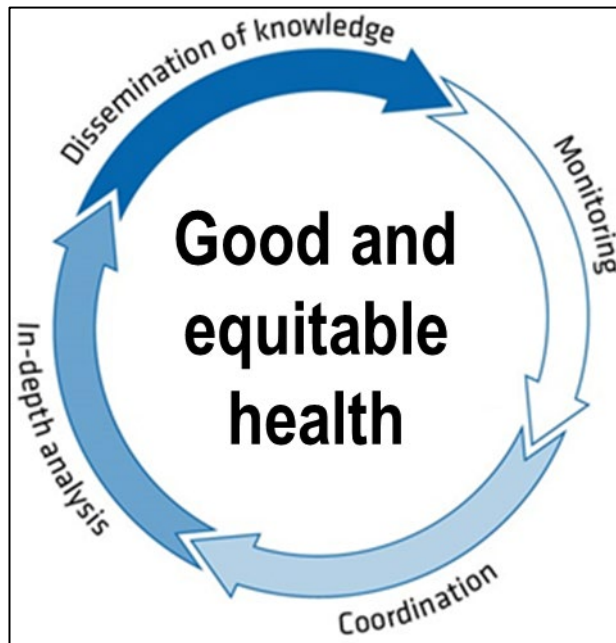 Dissemination of knowledge
Monitoring
Good and
equitable
health
In-depth analysis
Coordination